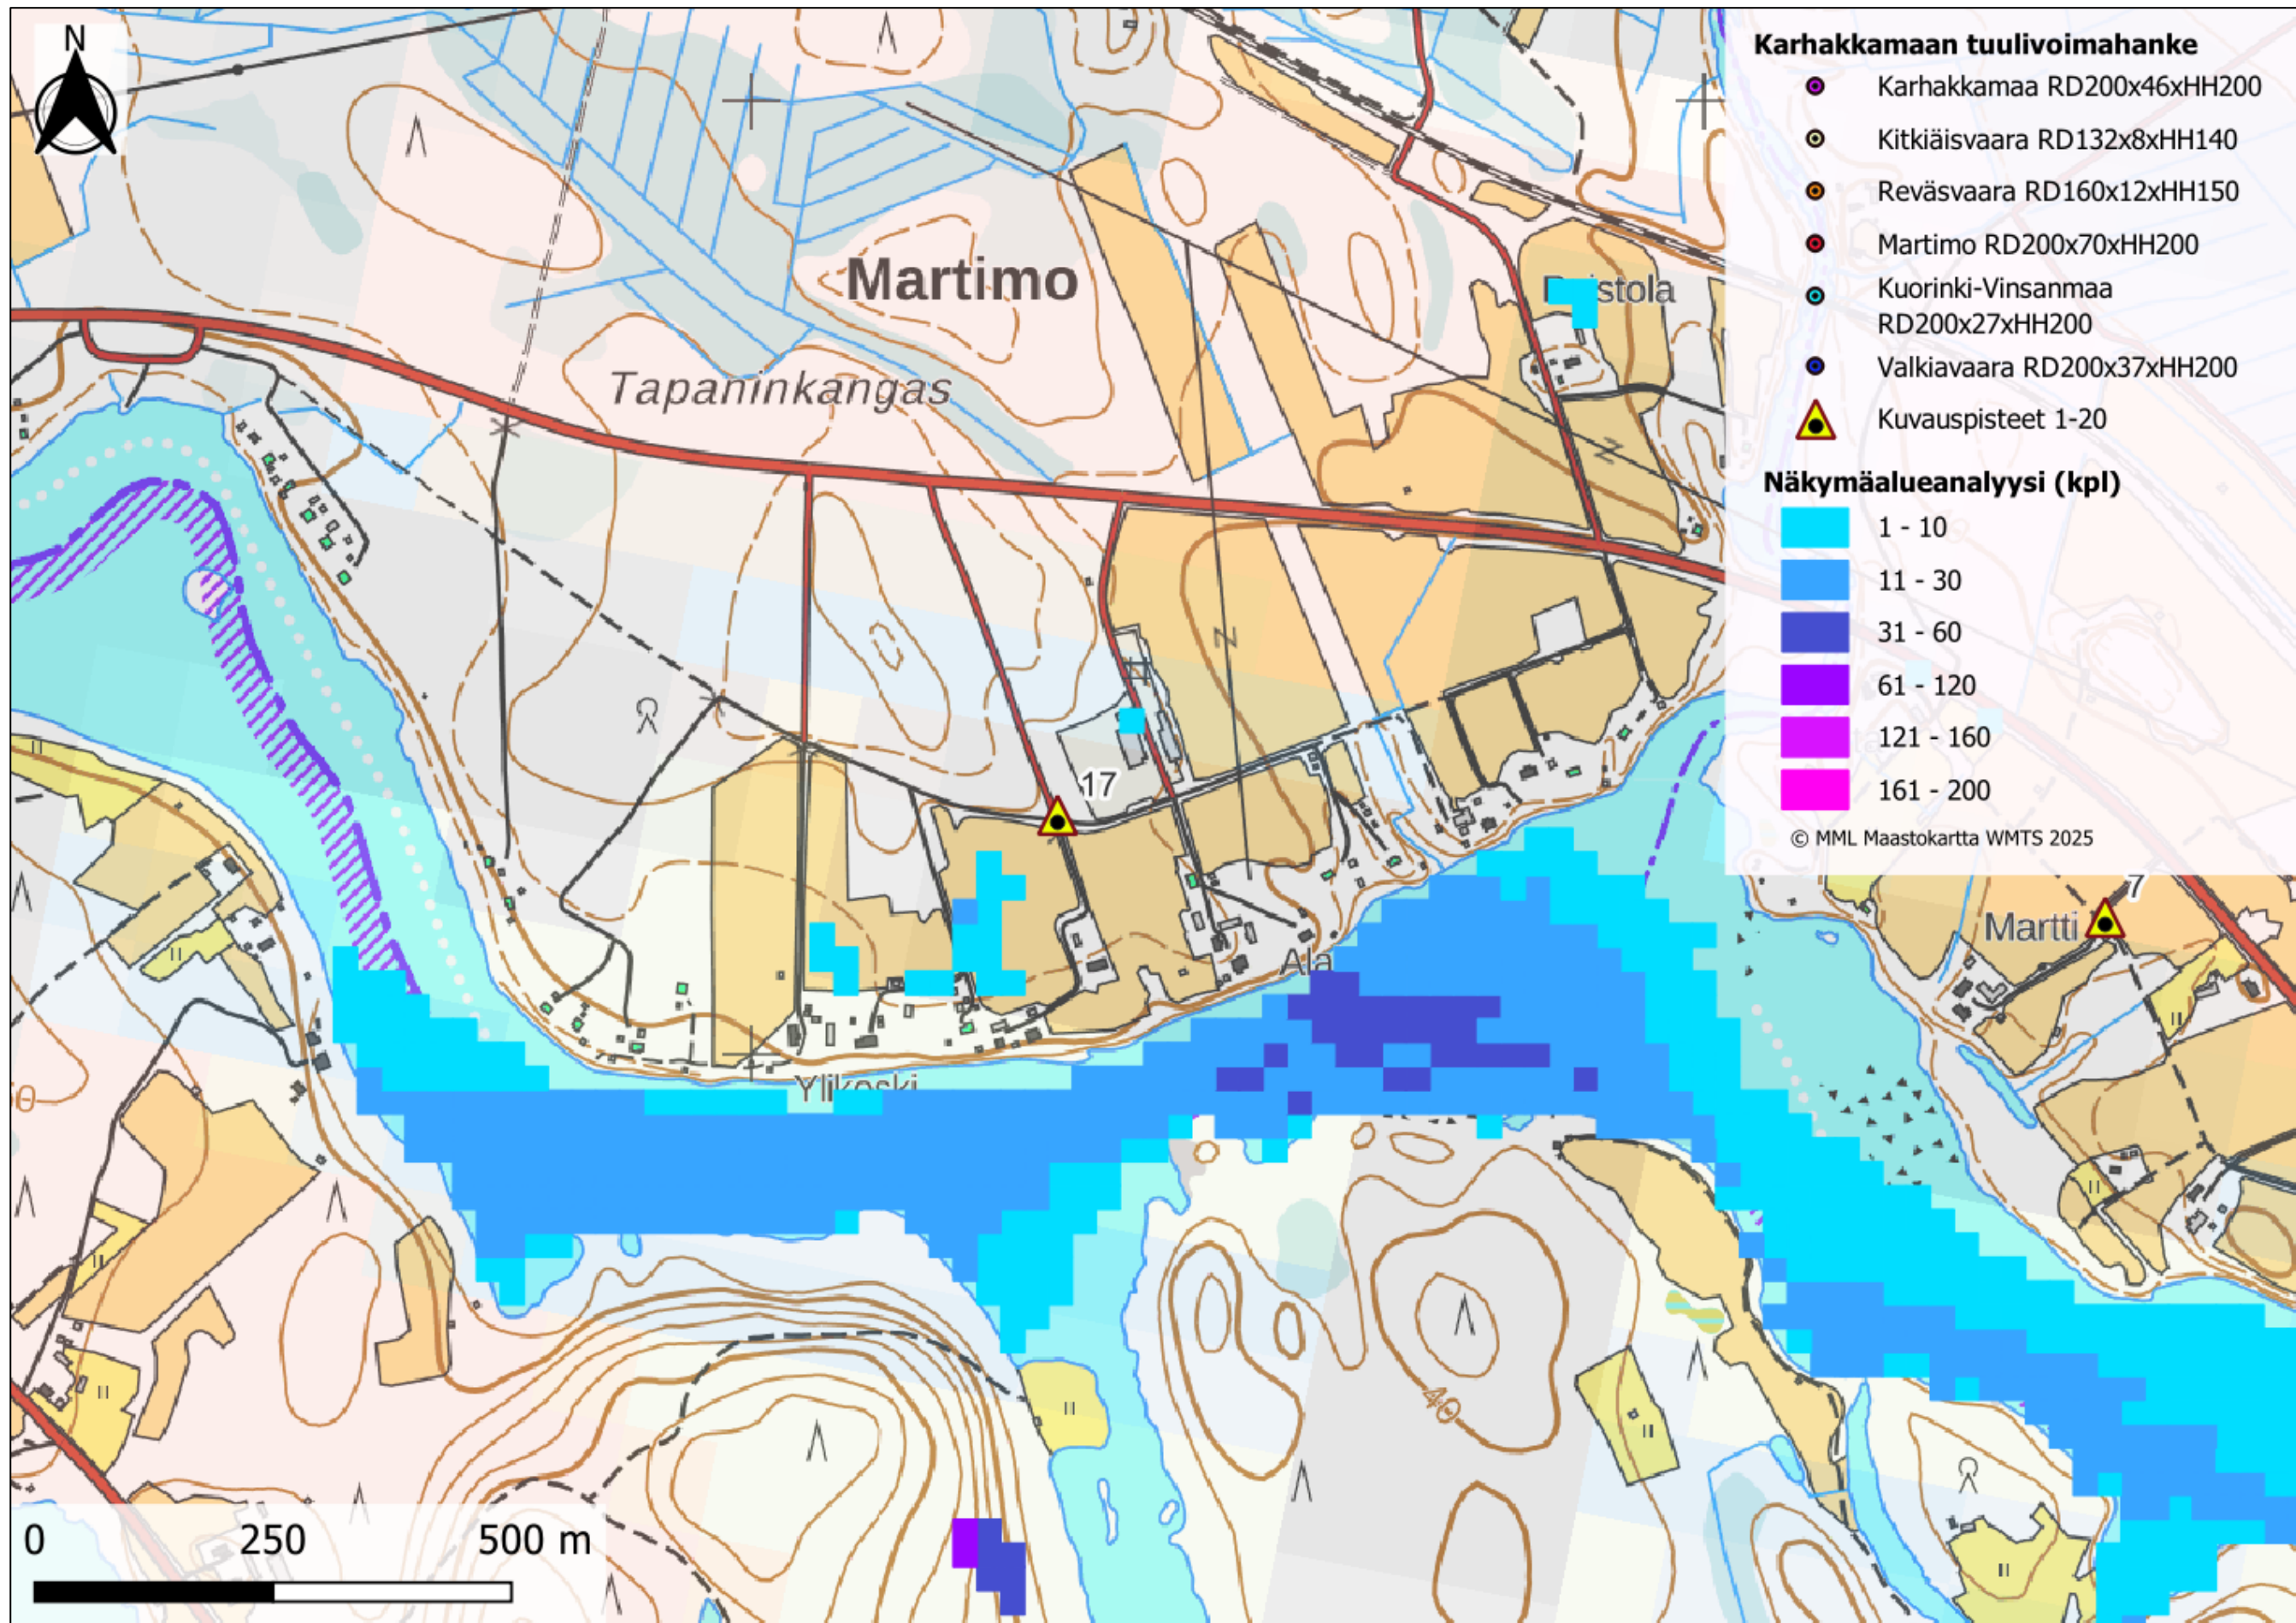 N
Martimo
Tapaninkangas
17
Ala
Ylikoski
Martti
7
40
0 250 500 m
Karhakkamaan tuulivoimahanke
Karhakkamaa RD200x46xHH200
Kitkiäisvaara RD132x8xHH140
Reväsvaara RD160x12xHH150
Martimo RD200x70xHH200
Kuorinki-Vinsanmaa
RD200x27xHH200
Valkiavaara RD200x37xHH200
Kuvauspisteet 1-20
Näkymäalueanalyysi (kpl)
1 - 10
11 - 30
31 - 60
61 - 120
121 - 160
161 - 200
© MML Maastokartta WMTS 2025